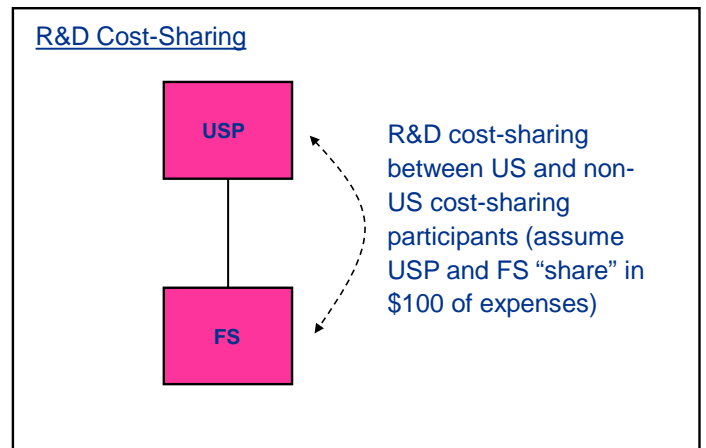 R&D Cost-Sharing
USP
R&D cost-sharing
between US and non-
US cost-sharing
participants (assume
USP and FS “share” in
$100 of expenses)
FS